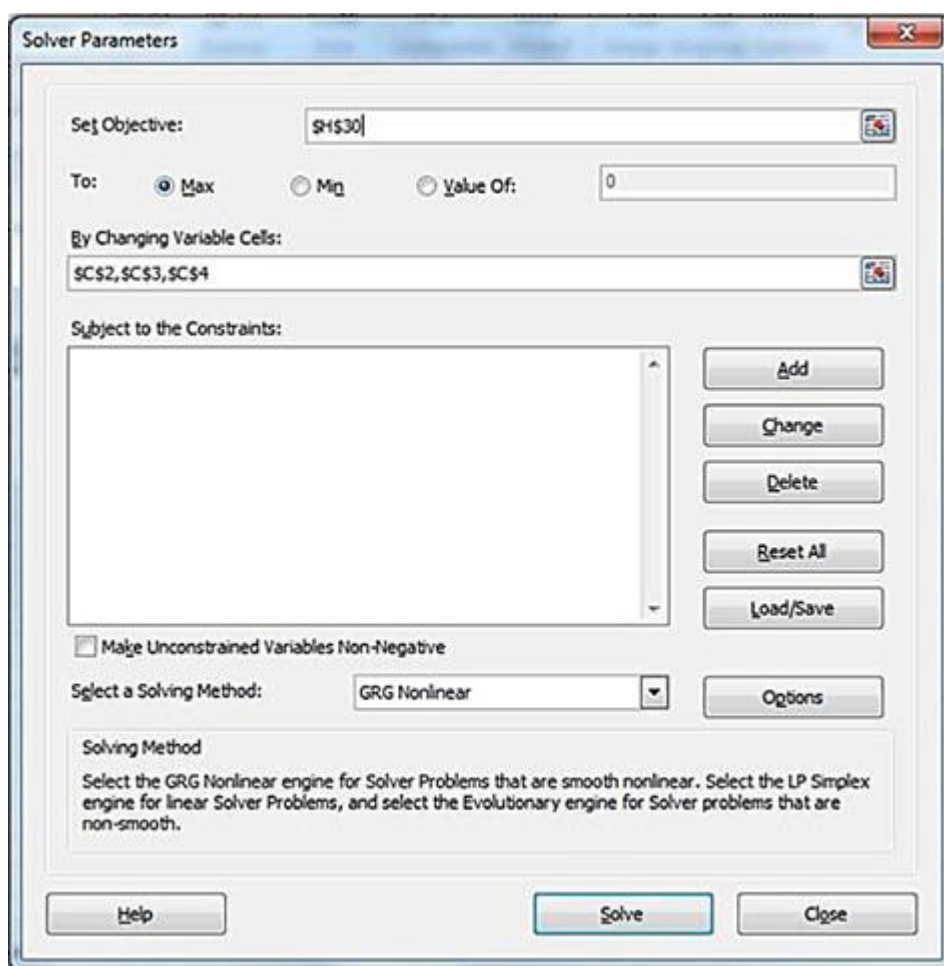 Solver Parameters
Set Objective: $H$30
To: Max Min Value Of: 0
By Changing Variable Cells:
$C$2,$C$3,$C$4
Subject to the Constraints:
Add
Change
Delete
Reset All
Load/Save
Make Unconstrained Variables Non-Negative
Select a Solving Method: GRG Nonlinear Options
Solving Method
Select the GRG Nonlinear engine for Solver Problems that are smooth nonlinear. Select the LP Simplex
engine for linear Solver Problems, and select the Evolutionary engine for Solver problems that are
non-smooth.
Help Solve Close